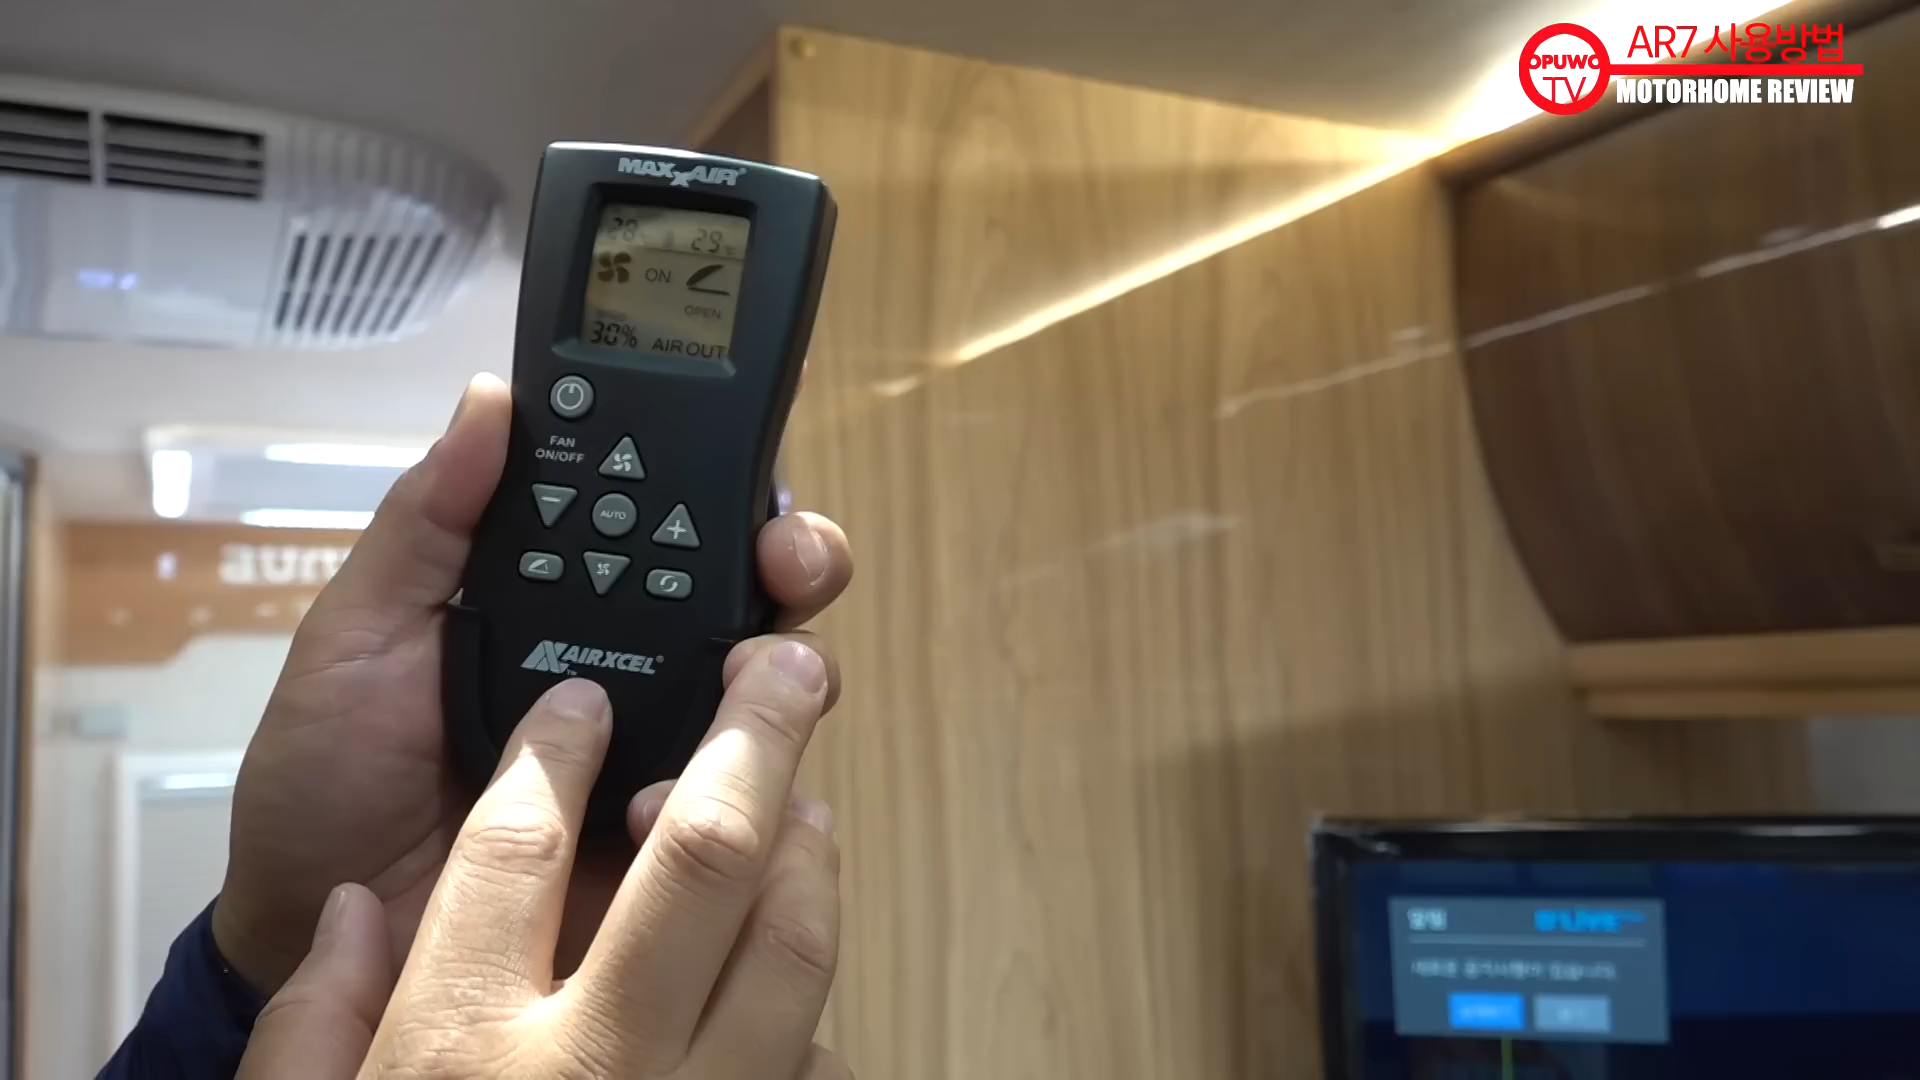 AR7 사용방법
OPUWO
TV
MOTORHOME REVIEW
MAXXAIR®
28 29
ON
OPEN
30% AIR OUT
FAN
ON/OFF
AUTO
AIRXCEL®
TM